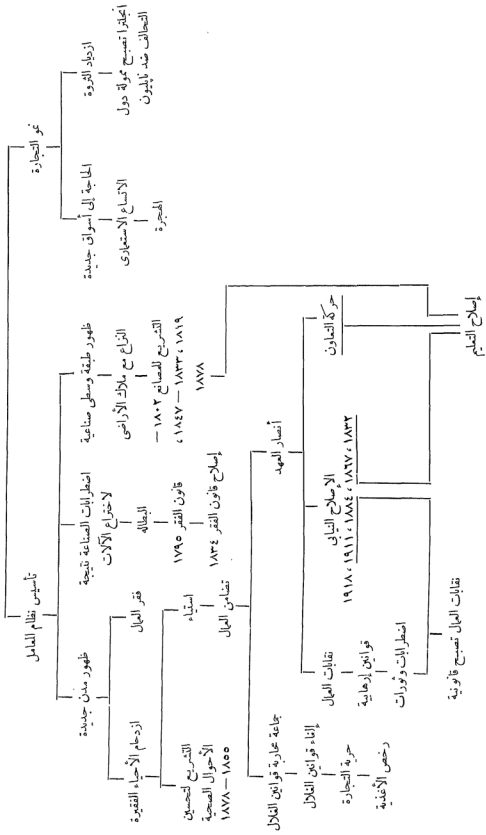 نمو التجارة
ازدياد الثروة
انجلترا تصبح ممولة دول
التحالف ضد نابليون
الحاجة إلى أسواق جديدة
الاتساع الاستعمارى
الهجرة
تأسيس نظام المعامل
ظهور طبقة وسطى صناعية
النزاع مع ملاك الأراضى
التشريع للمصانع ١٨٠٢ –
١٨١٩، ١٨٣٣ – ١٨٤٧،
١٨٧٨
اضطرابات الصناعة نتيجة
لاختراع الآلات
البطالة
قانون الفقر
١٧٩٥
إصلاح قانون الفقر ١٨٣٤
ظهور مدن جديدة
فقر العمال
ازدحام الأحياء الفقيرة
استياء
التشريع لتحسين
الأحوال الصحية
١٨٥٥ – ١٨٧٨
تضامن العمال
أنصار العهد
حركة التعاون
الإصلاح النيابى
١٨٣٢، ١٨٦٧، ١٨٨٤، ١٩١١، ١٩١٨
إصلاح التعليم
نقابات العمال
قوانين إرهابية
اضطرابات وثورات
نقابات العمال تصبح قانونية
جماعة محاربة قوانين الغلال
إلغاء قوانين الغلال
حرية التجارة
رخص الأغذية